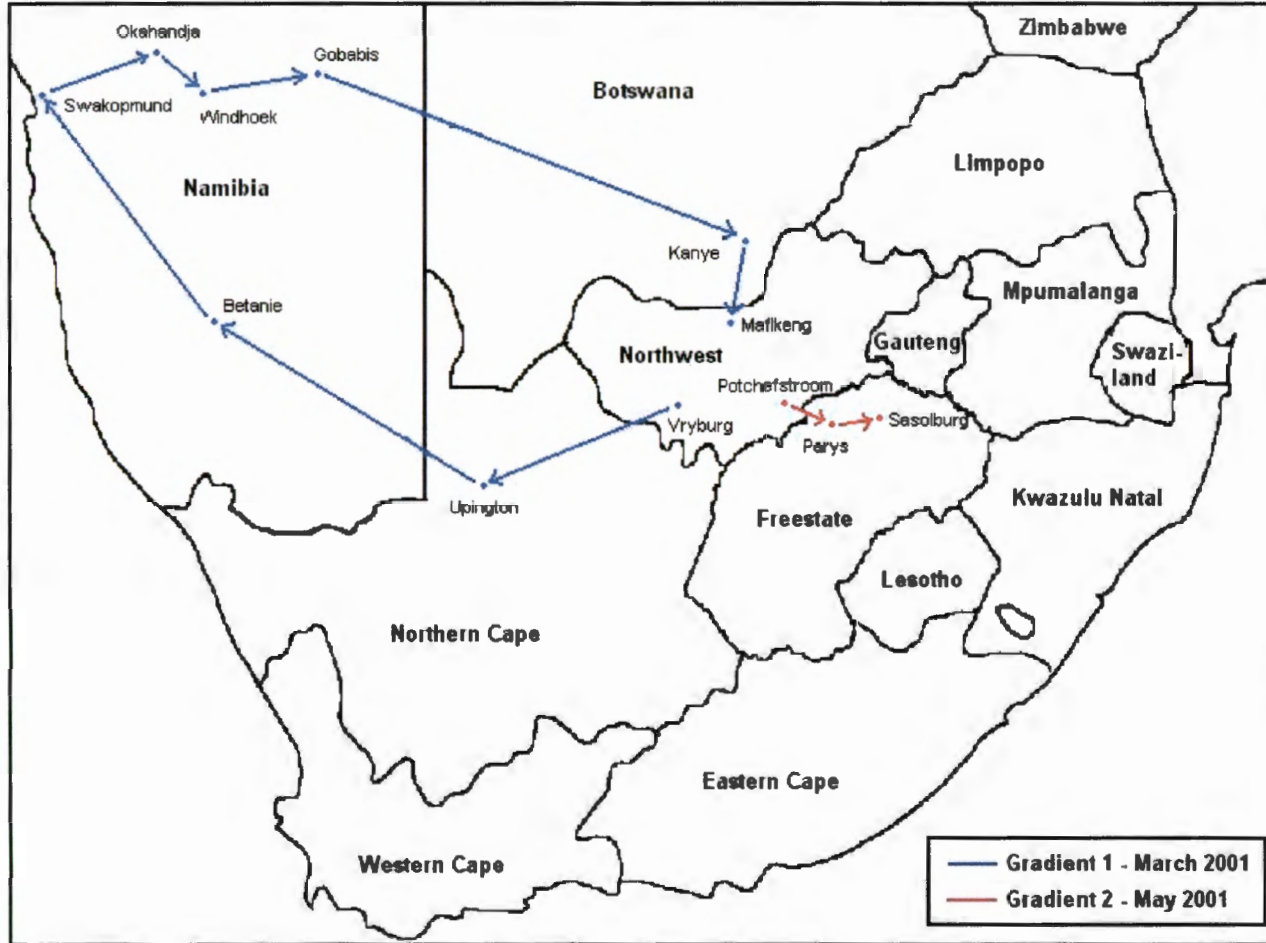 Zimbabwe
Okahandja
Gobabis
Botswana
Swakopmund
Windhoek
Limpopo
Namibia
Kanye
Mpumalanga
Betanie
Mafikeng
Gauteng
Northwest
Swazi-
land
Potchefstroom
Vryburg
Sasolburg
Parys
Upington
Kwazulu Natal
Freestate
Lesotho
Northern Cape
Eastern Cape
Western Cape
Gradient 1 - March 2001
Gradient 2 - May 2001